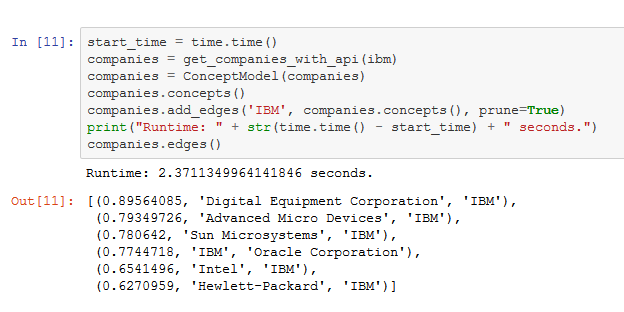 In [11]: start_time = time.time()
companies = get_companies_with_api(ibm)
companies = ConceptModel(companies)
companies.concepts()
companies.add_edges('IBM', companies.concepts(), prune=True)
print("Runtime: " + str(time.time() - start_time) + " seconds.")
companies.edges()
Runtime: 2.3711349964141846 seconds.
Out[11]: [(0.89564085, 'Digital Equipment Corporation', 'IBM'),
(0.79349726, 'Advanced Micro Devices', 'IBM'),
(0.780642, 'Sun Microsystems', 'IBM'),
(0.7744718, 'IBM', 'Oracle Corporation'),
(0.6541496, 'Intel', 'IBM'),
(0.6270959, 'Hewlett-Packard', 'IBM')]